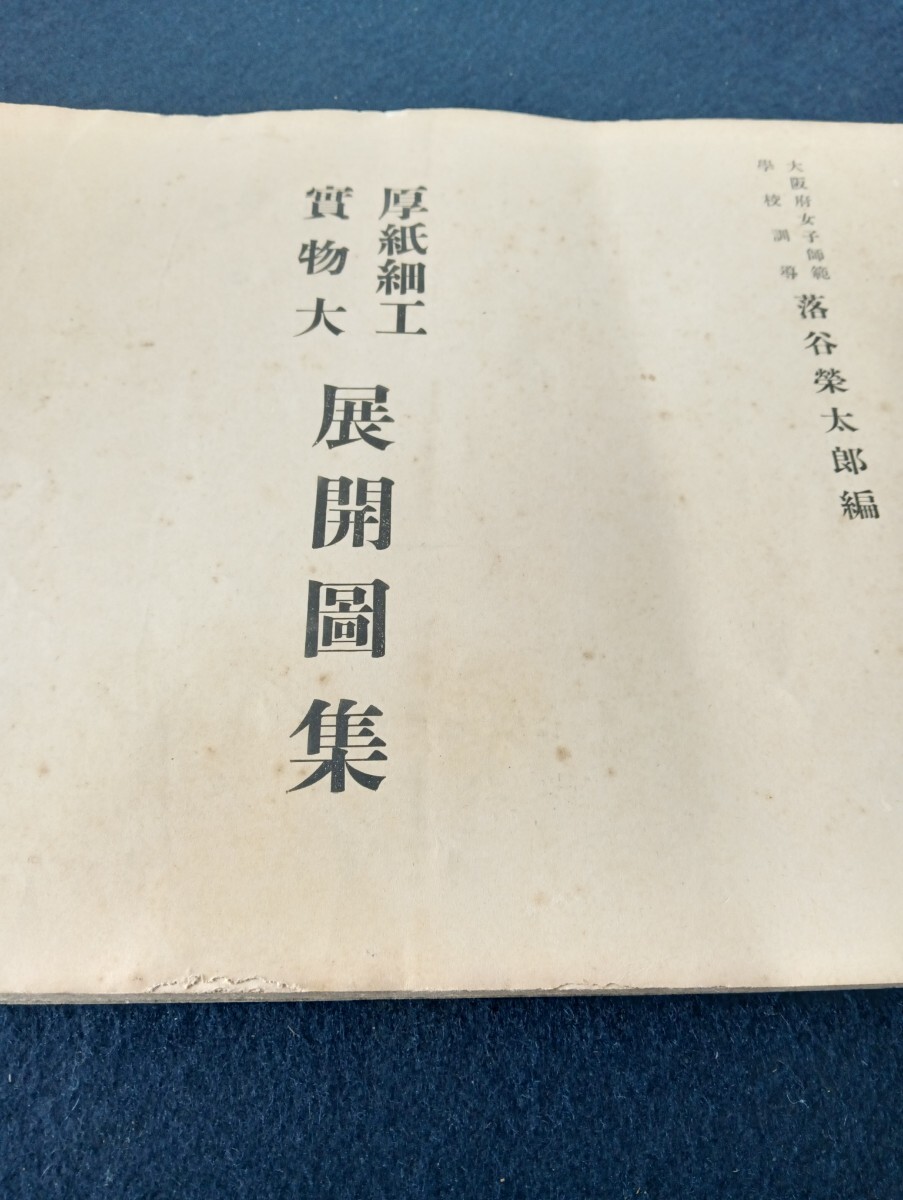 大阪府女子師範
學校訓導
落谷榮太郎編
厚紙細工
實物大
展開圖集